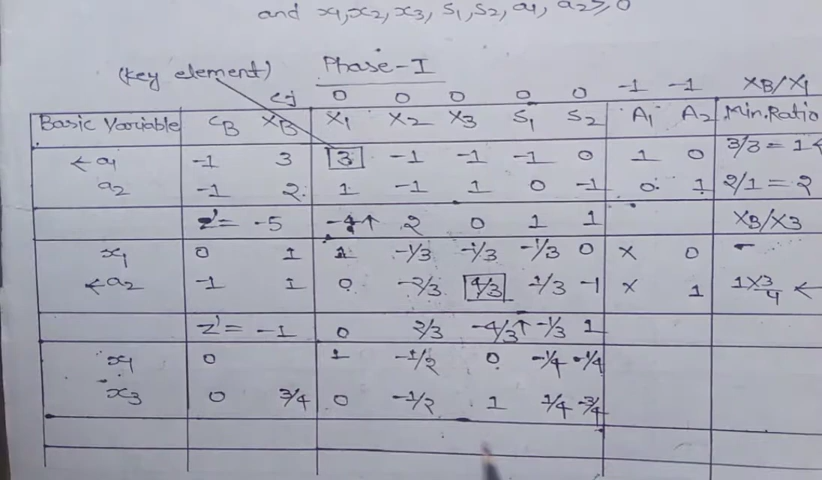 and x1, x2, x3, s1, s2, a1, a2 ≥ 0
(Key element) Phase-I
cj 0 0 0 0 0 -1 -1 XB/X1
Basic Variable CB XB X1 X2 X3 S1 S2 A1 A2 Min. Ratio
← a1 -1 3 3 -1 -1 -1 0 1 0 3/3 = 1 ←
a2 -1 2 1 -1 1 0 -1 0 1 2/1 = 2
z' = -5 -4↑ 2 0 1 1 XB/X3
x1 0 1 1 -1/3 -1/3 -1/3 0 × 0 -
← a2 -1 1 0 -2/3 4/3 1/3 -1 × 1 1×3/4 ←
z' = -1 0 2/3 -4/3↑ -1/3 1
x1 0 1 -1/2 0 -1/4 -1/4
x3 0 3/4 0 -1/2 1 1/4 -3/4